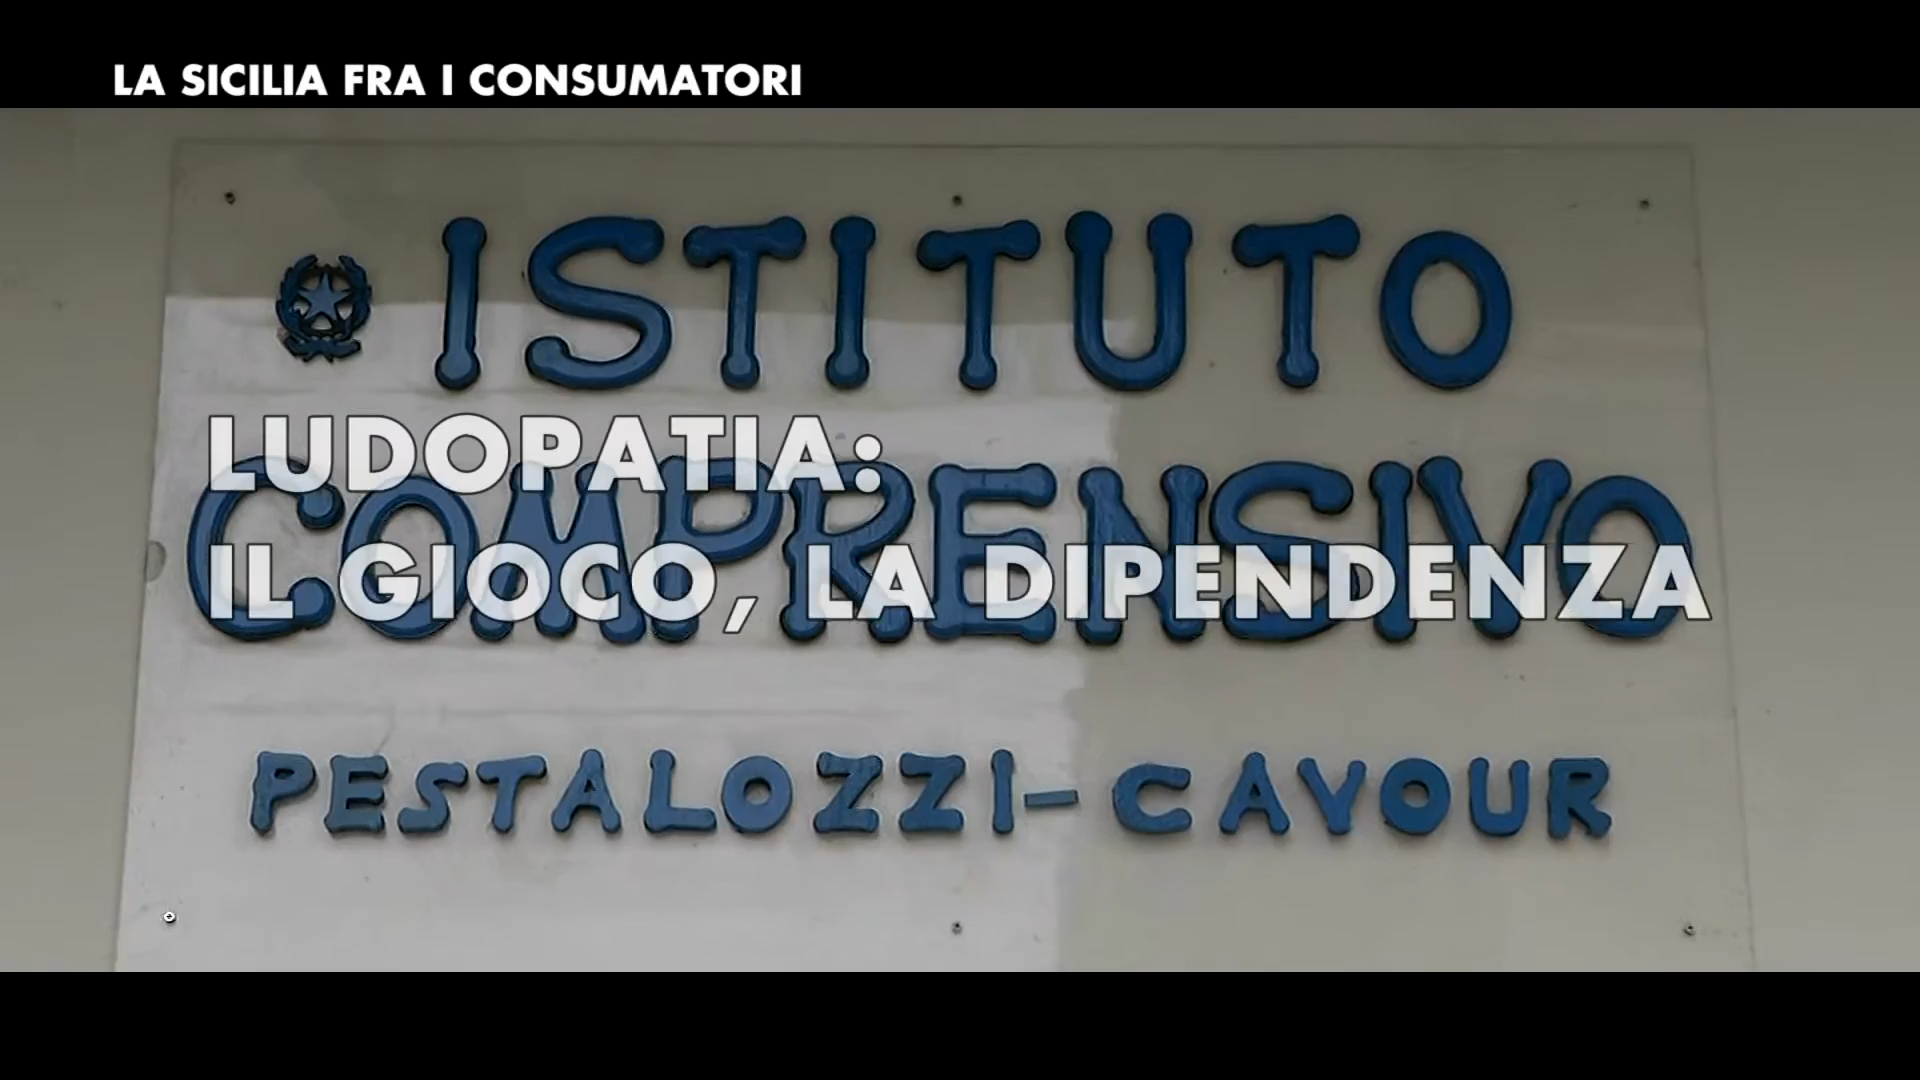 LA SICILIA FRA I CONSUMATORI
ISTITUTO
LUDOPATIA:
COMPRENSIVO
IL GIOCO, LA DIPENDENZA
PESTALOZZI-CAVOUR